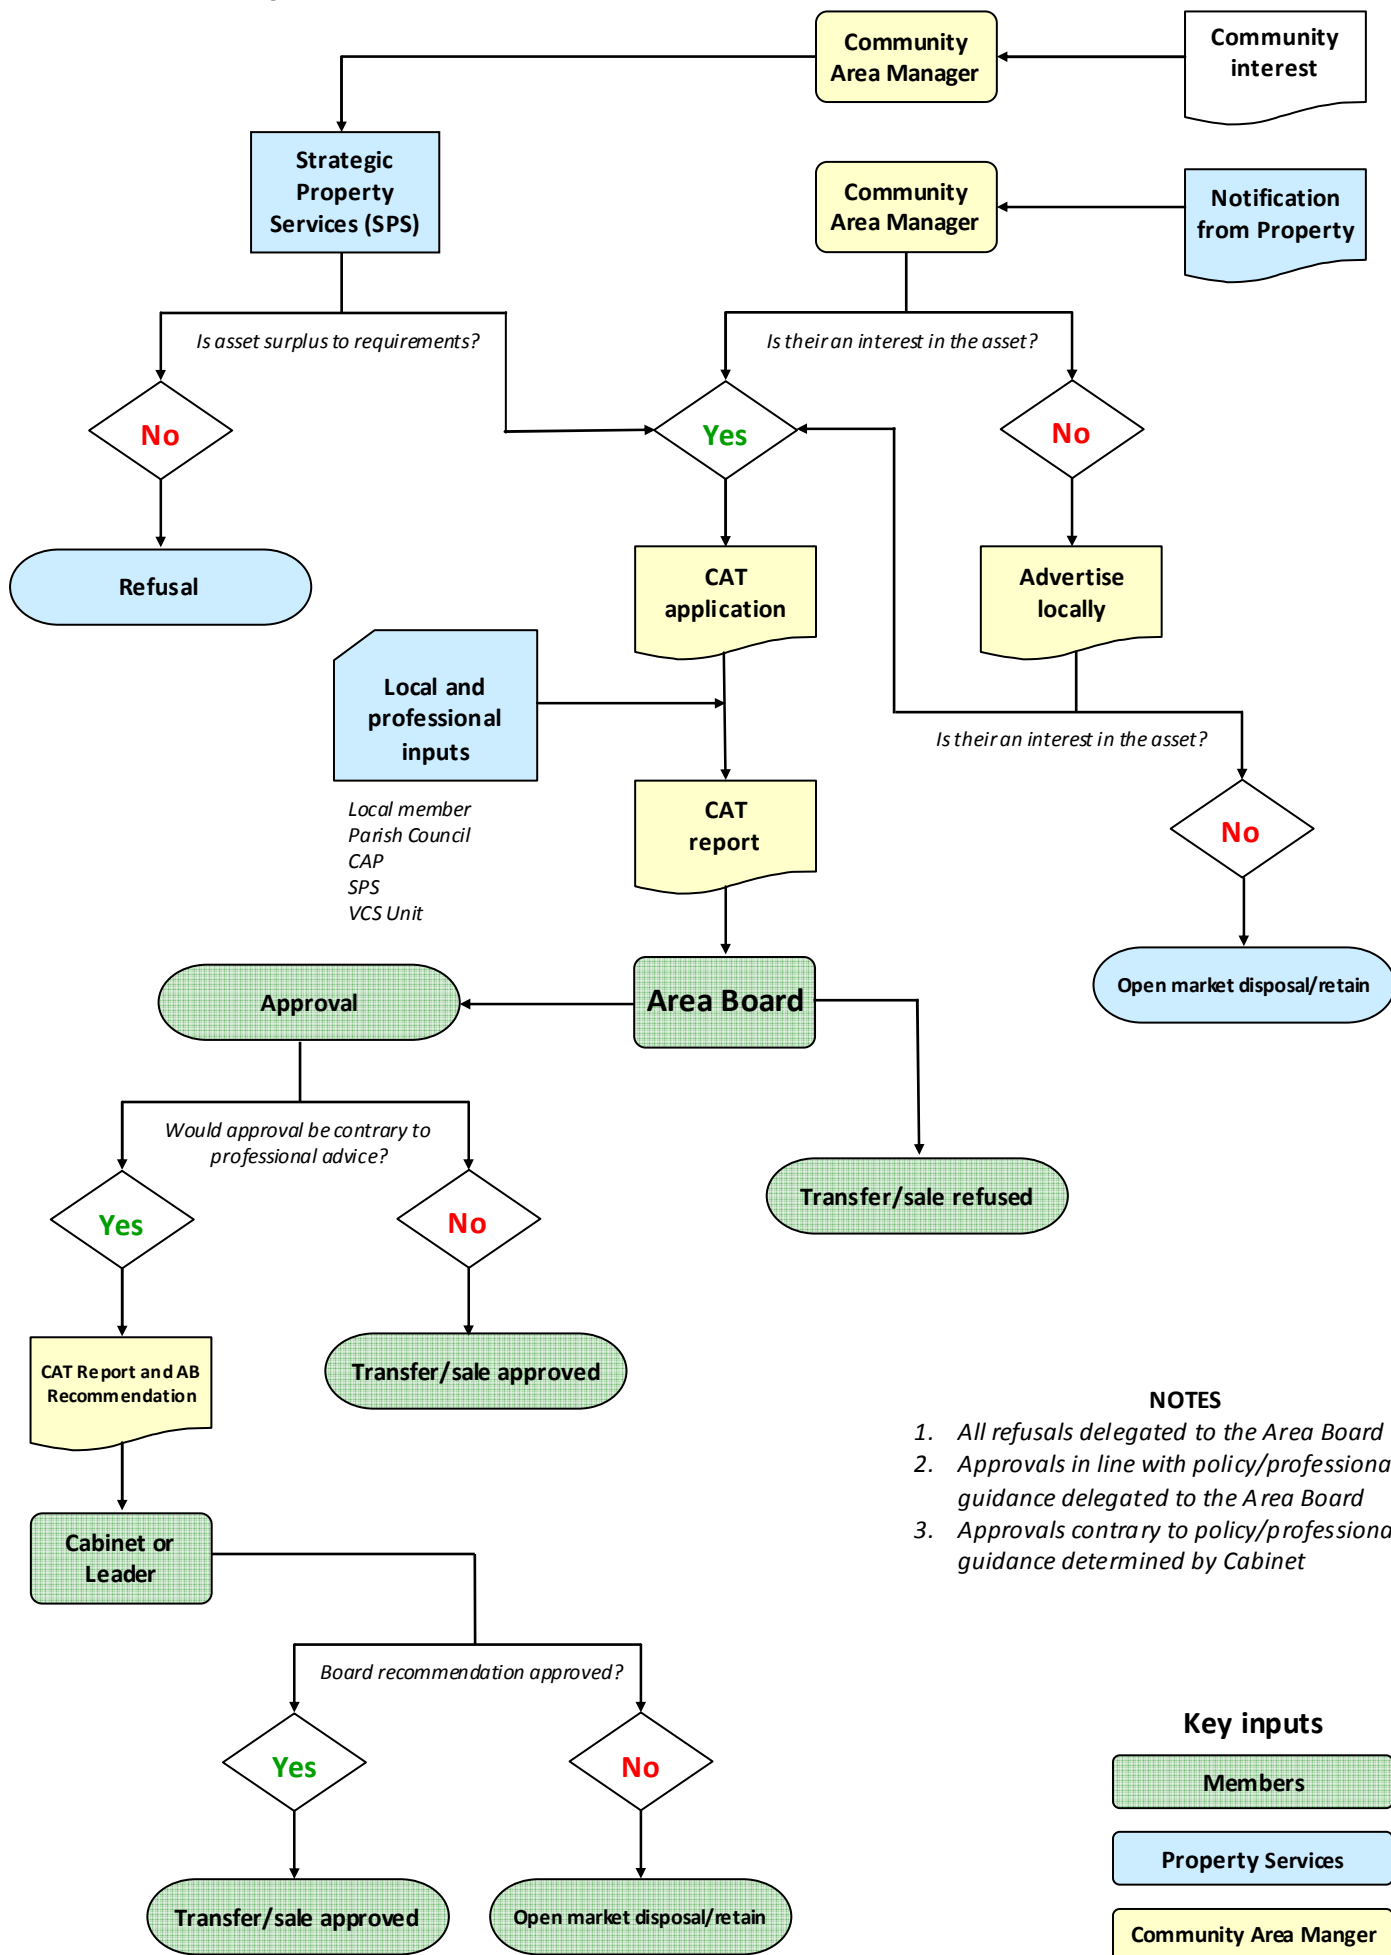 Community
Area Manager
Community
interest
Strategic
Property
Services (SPS)
Community
Area Manager
Notification
from Property
Is asset surplus to requirements?
Is their an interest in the asset?
No
Yes
No
Refusal
CAT
application
Advertise
locally
Local and
professional
inputs
Is their an interest in the asset?
Local member
Parish Council
CAP
SPS
VCS Unit
CAT
report
No
Approval
Area Board
Open market disposal/retain
Would approval be contrary to
professional advice?
Transfer/sale refused
Yes
No
CAT Report and AB
Recommendation
Transfer/sale approved
NOTES
1. All refusals delegated to the Area Board
2. Approvals in line with policy/professiona
guidance delegated to the Area Board
3. Approvals contrary to policy/professiona
guidance determined by Cabinet
Cabinet or
Leader
Board recommendation approved?
Yes
No
Transfer/sale approved
Open market disposal/retain
Key inputs
Members
Property Services
Community Area Manger